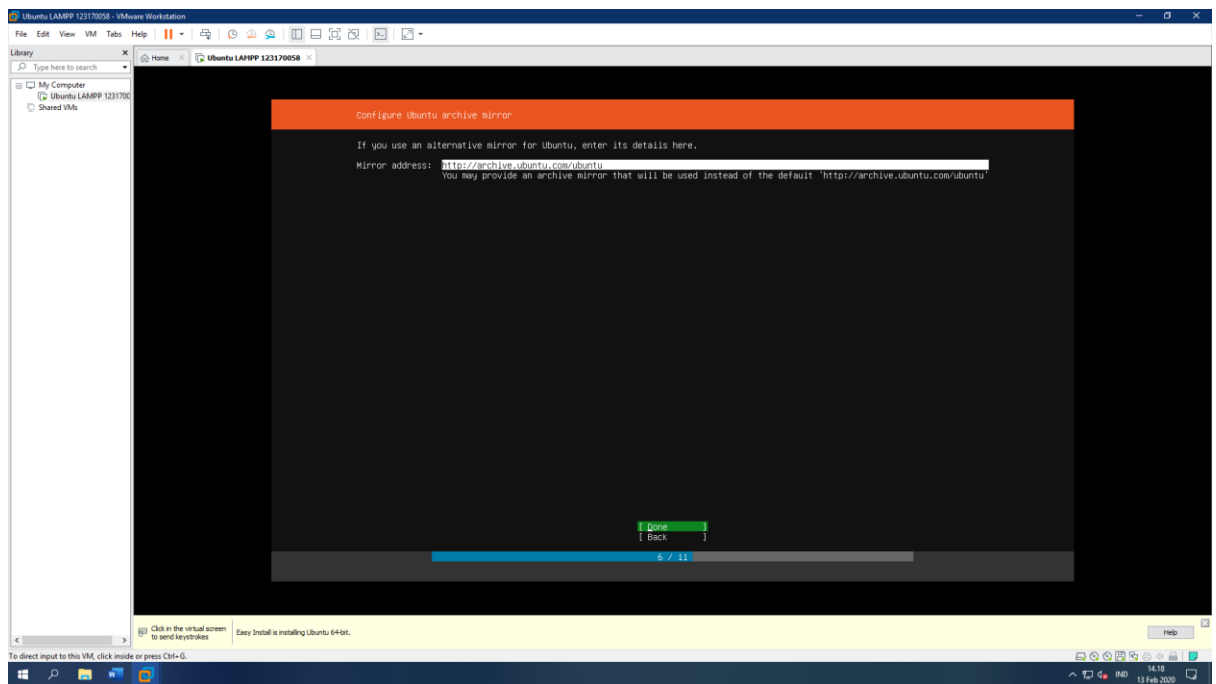 Ubuntu LAMPP 123170058 - VMware Workstation
File Edit View VM Tabs Help
Library
Type here to search
My Computer
Ubuntu LAMPP 1231700
Shared VMs
Home
Ubuntu LAMPP 123170058
Configure Ubuntu archive mirror
If you use an alternative mirror for Ubuntu, enter its details here.
Mirror address: http://archive.ubuntu.com/ubuntu
You may provide an archive mirror that will be used instead of the default 'http://archive.ubuntu.com/ubuntu'
[ Done ]
[ Back ]
6 / 11
Click in the virtual screen
to send keystrokes
Easy Install is installing Ubuntu 64-bit.
Help
To direct input to this VM, click inside or press Ctrl+G.
IND
14.18
13 Feb 2020